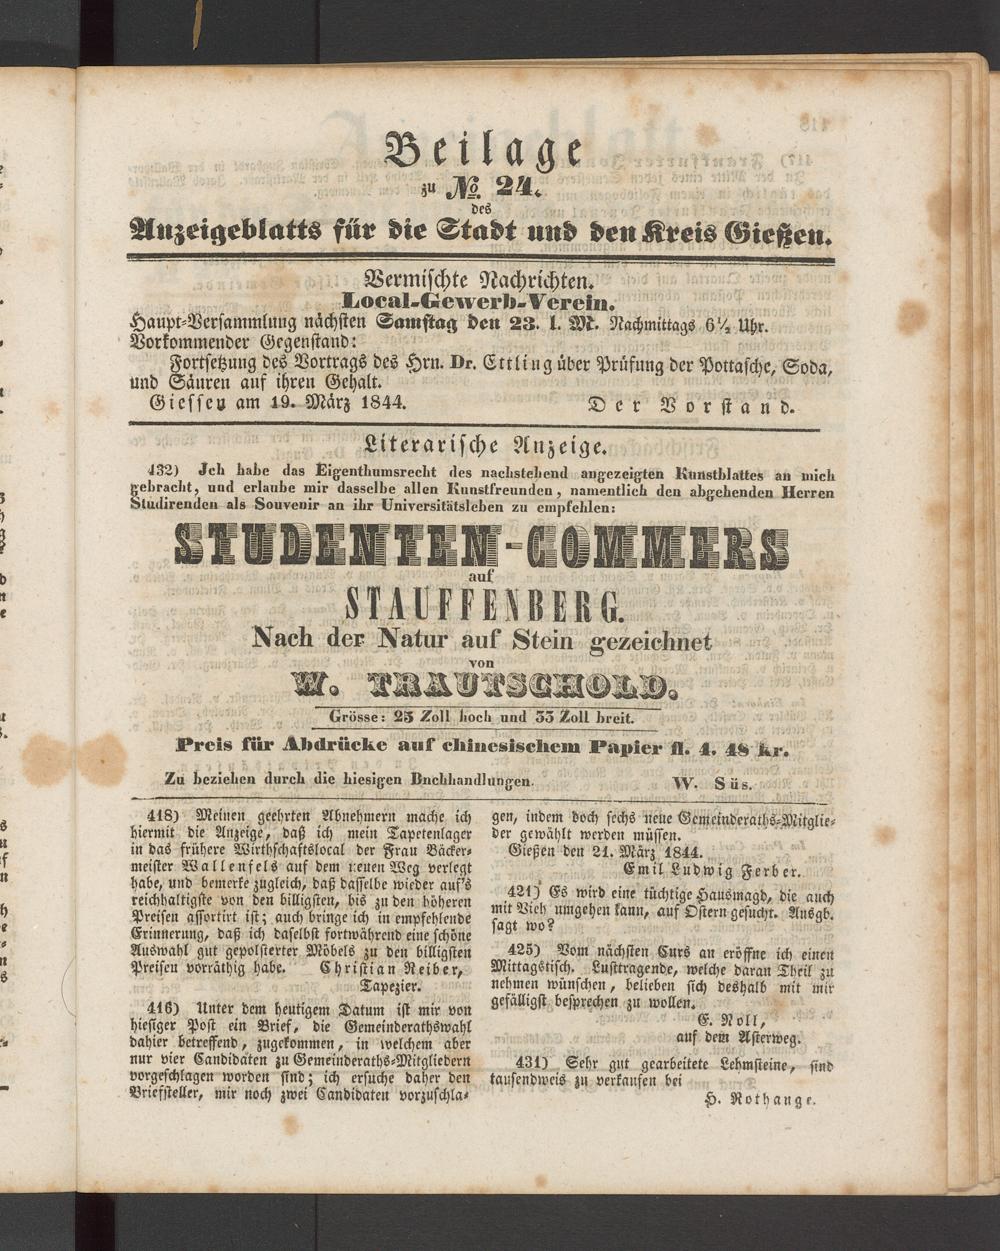 Beilage
zu No. 24.
des
Anzeigeblatts für die Stadt und den Kreis Gießen.
Vermischte Nachrichten.
Local-Gewerb-Verein.
Haupt-Versammlung nächsten Samstag den 23. l. M. Nachmittags 6½ Uhr.
Vorkommender Gegenstand:
Fortsetzung des Vortrags des Hrn. Dr. Ettling über Prüfung der Pottasche, Soda,
und Säuren auf ihren Gehalt.
Giessen am 19. März 1844. Der Vorstand.
Literarische Anzeige.
432) Ich habe das Eigenthumsrecht des nachstehend angezeigten Kunstblattes an mich
gebracht, und erlaube mir dasselbe allen Kunstfreunden, namentlich den abgehenden Herren
Studirenden als Souvenir an ihr Universitätsleben zu empfehlen:
STUDENTEN-COMMERS
auf
STAUFFENBERG.
Nach der Natur auf Stein gezeichnet
von
W. TRAUTSCHOLD.
Grösse: 25 Zoll hoch und 33 Zoll breit.
Preis für Abdrücke auf chinesischem Papier fl. 4. 48 kr.
Zu beziehen durch die hiesigen Buchhandlungen. W. Süs.
418) Meinen geehrten Abnehmern mache ich
hiermit die Anzeige, daß ich mein Tapetenlager
in das frühere Wirthschaftslocal der Frau Bäcker-
meister Wallenfels auf dem neuen Weg verlegt
habe, und bemerke zugleich, daß dasselbe wieder auf's
reichhaltigste von den billigsten, bis zu den höheren
Preisen assortirt ist; auch bringe ich in empfehlende
Erinnerung, daß ich daselbst fortwährend eine schöne
Auswahl gut gepolsterter Möbels zu den billigsten
Preisen vorräthig habe. Christian Reiber,
Tapezier.
416) Unter dem heutigem Datum ist mir von
hiesiger Post ein Brief, die Gemeinderathswahl
dahier betreffend, zugekommen, in welchem aber
nur vier Candidaten zu Gemeinderaths-Mitgliedern
vorgeschlagen worden sind; ich ersuche daher den
Briefsteller, mir noch zwei Candidaten vorzuschla-
gen, indem doch sechs neue Gemeinderaths-Mitglie-
der gewählt werden müssen.
Gießen den 21. März 1844.
Emil Ludwig Ferber.
421) Es wird eine tüchtige Hausmagd, die auch
mit Vieh umgehen kann, auf Ostern gesucht. Ausgb.
sagt wo?
425) Vom nächsten Curs an eröffne ich einen
Mittagstisch. Lusttragende, welche daran Theil zu
nehmen wünschen, belieben sich deshalb mit mir
gefälligst besprechen zu wollen.
E. Noll,
auf dem Asterweg.
431) Sehr gut gearbeitete Lehmsteine, sind
tausendweis zu verkaufen bei
H. Rothange.